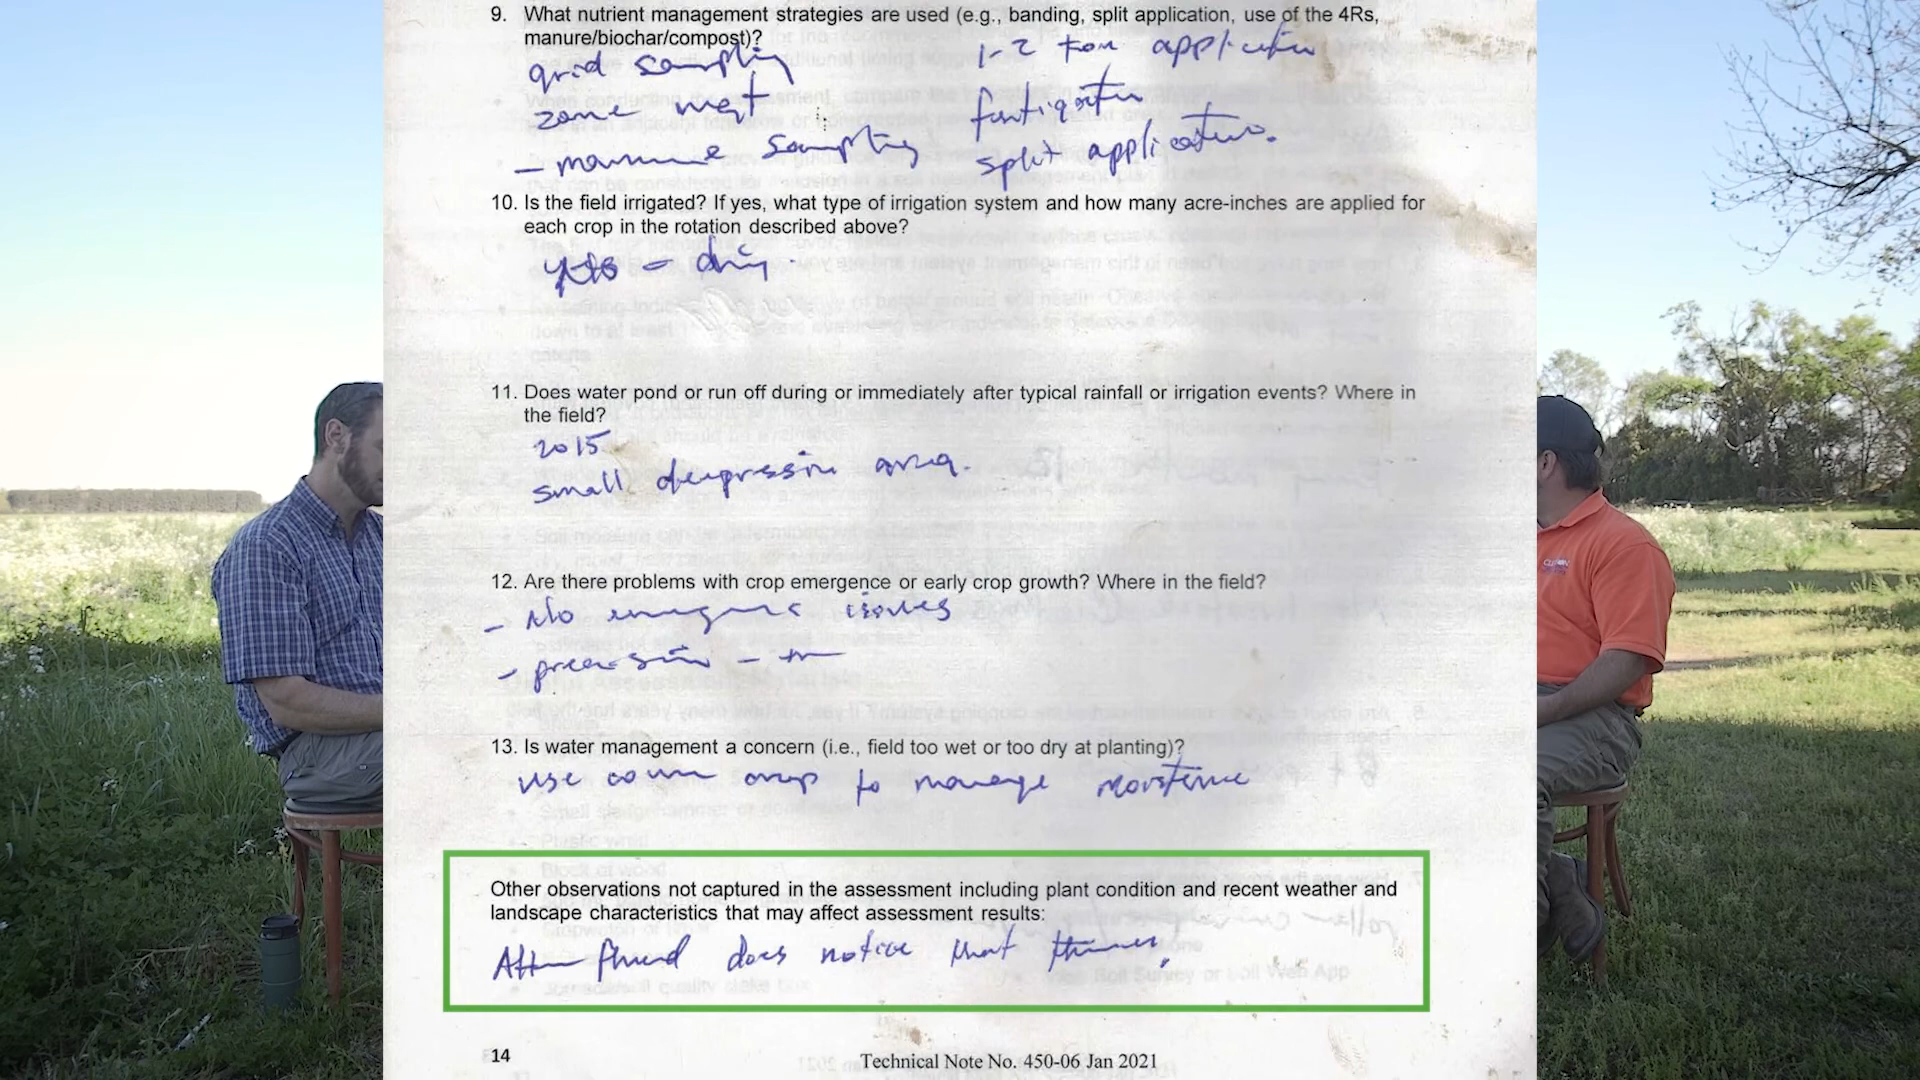 9. What nutrient management strategies are used (e.g., banding, split application, use of the 4Rs,
manure/biochar/compost)?
grid sampling
zone mgt
- manure sampling
1-2 ton application
fertigation
split application.
10. Is the field irrigated? If yes, what type of irrigation system and how many acre-inches are applied for
each crop in the rotation described above?
yes - drip.
11. Does water pond or run off during or immediately after typical rainfall or irrigation events? Where in
the field?
2015
small depression area.
12. Are there problems with crop emergence or early crop growth? Where in the field?
- No emergence issues
- precision -
13. Is water management a concern (i.e., field too wet or too dry at planting)?
use cover crop to manage moisture
Other observations not captured in the assessment including plant condition and recent weather and
landscape characteristics that may affect assessment results:
does notice that
14
Technical Note No. 450-06 Jan 2021